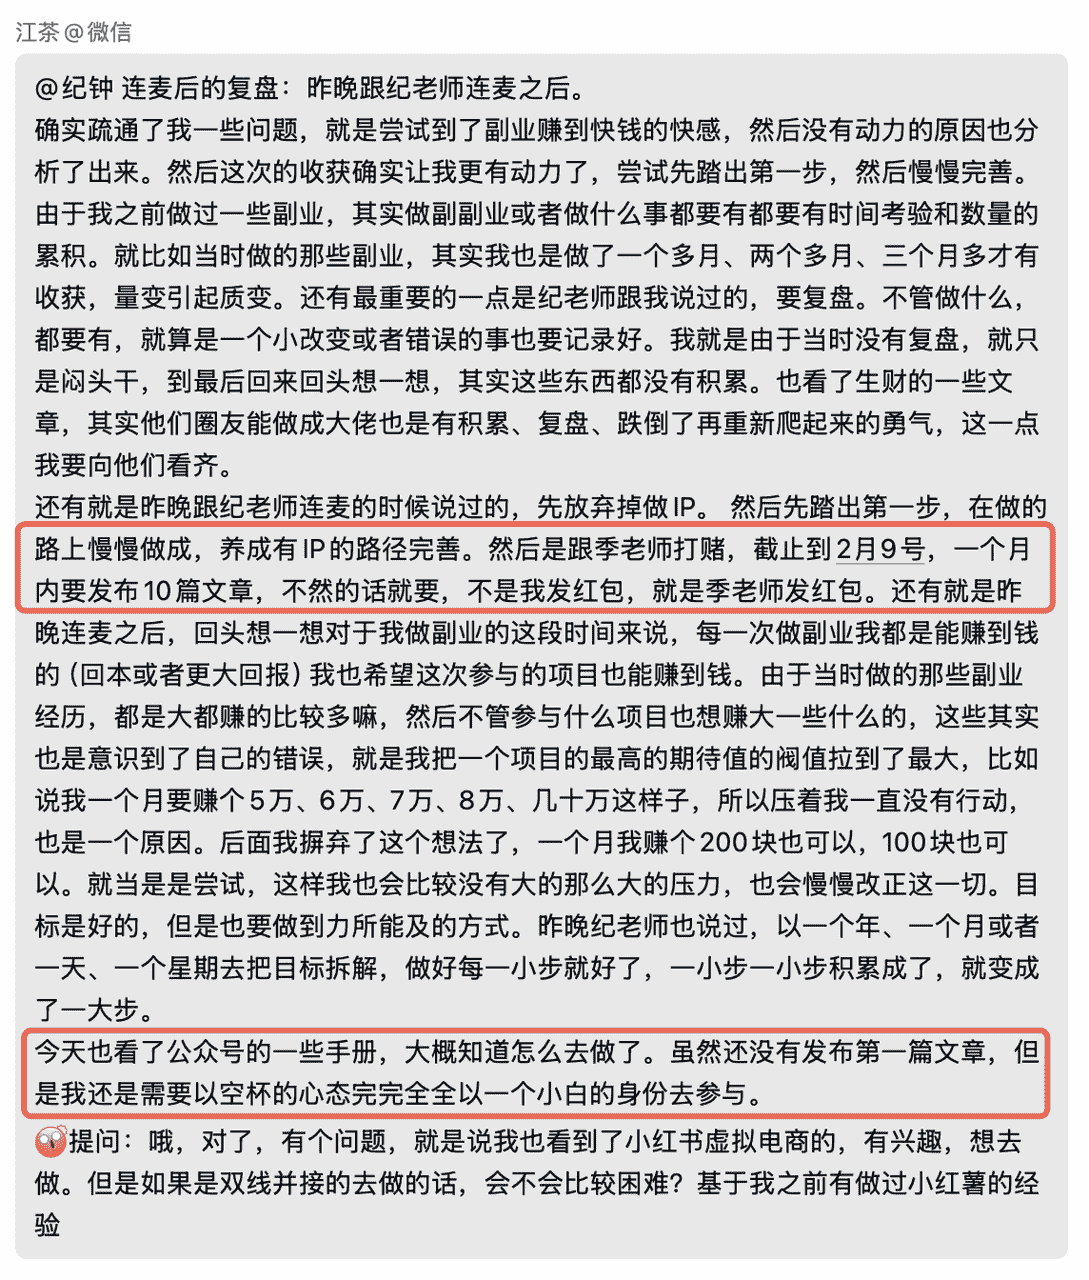 江茶@微信
@纪钟 连麦后的复盘：昨晚跟纪老师连麦之后。
确实疏通了我一些问题，就是尝试到了副业赚到快钱的快感，然后没有动力的原因也分
析了出来。然后这次的收获确实让我更有动力了，尝试先踏出第一步，然后慢慢完善。
由于我之前做过一些副业，其实做副副业或者做什么事都要有都要有时间考验和数量的
累积。就比如当时做的那些副业，其实我也是做了一个多月、两个多月、三个月多才有
收获，量变引起质变。还有最重要的一点是纪老师跟我说过的，要复盘。不管做什么，
都要有，就算是一个小改变或者错误的事也要记录好。我就是由于当时没有复盘，就只
是闷头干，到最后回来回头想一想，其实这些东西都没有积累。也看了生财的一些文
章，其实他们圈友能做成大佬也是有积累、复盘、跌倒了再重新爬起来的勇气，这一点
我要向他们看齐。
还有就是昨晚跟纪老师连麦的时候说过的，先放弃掉做IP。 然后先踏出第一步，在做的
路上慢慢做成，养成有IP的路径完善。然后是跟季老师打赌，截止到2月9号，一个月
内要发布10篇文章，不然的话就要，不是我发红包，就是季老师发红包。还有就是昨
晚连麦之后，回头想一想对于我做副业的这段时间来说，每一次做副业我都是能赚到钱
的（回本或者更大回报）我也希望这次参与的项目也能赚到钱。由于当时做的那些副业
经历，都是大都赚的比较多嘛，然后不管参与什么项目也想赚大一些什么的，这些其实
也是意识到了自己的错误，就是我把一个项目的最高的期待值的阀值拉到了最大，比如
说我一个月要赚个5万、6万、7万、8万、几十万这样子，所以压着我一直没有行动，
也是一个原因。后面我摒弃了这个想法了，一个月我赚个200块也可以，100块也可
以。就当是是尝试，这样我也会比较没有大的那么大的压力，也会慢慢改正这一切。目
标是好的，但是也要做到力所能及的方式。昨晚纪老师也说过，以一个年、一个月或者
一天、一个星期去把目标拆解，做好每一小步就好了，一小步一小步积累成了，就变成
了一大步。
今天也看了公众号的一些手册，大概知道怎么去做了。虽然还没有发布第一篇文章，但
是我还是需要以空杯的心态完完全全以一个小白的身份去参与。
提问：哦，对了，有个问题，就是说我也看到了小红书虚拟电商的，有兴趣，想去
做。但是如果是双线并接的去做的话，会不会比较困难？基于我之前有做过小红薯的经
验